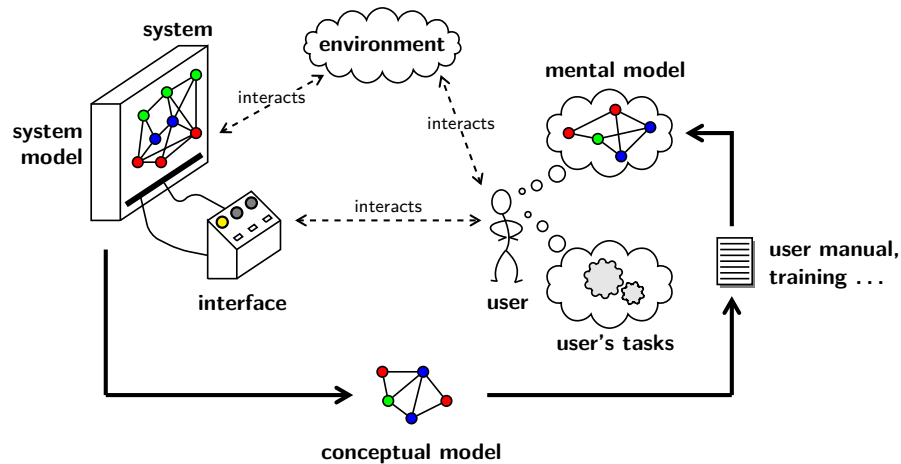 system
environment
mental model
interacts
system
model
interacts
interacts
user manual,
training ...
interface
user
user's tasks
conceptual model